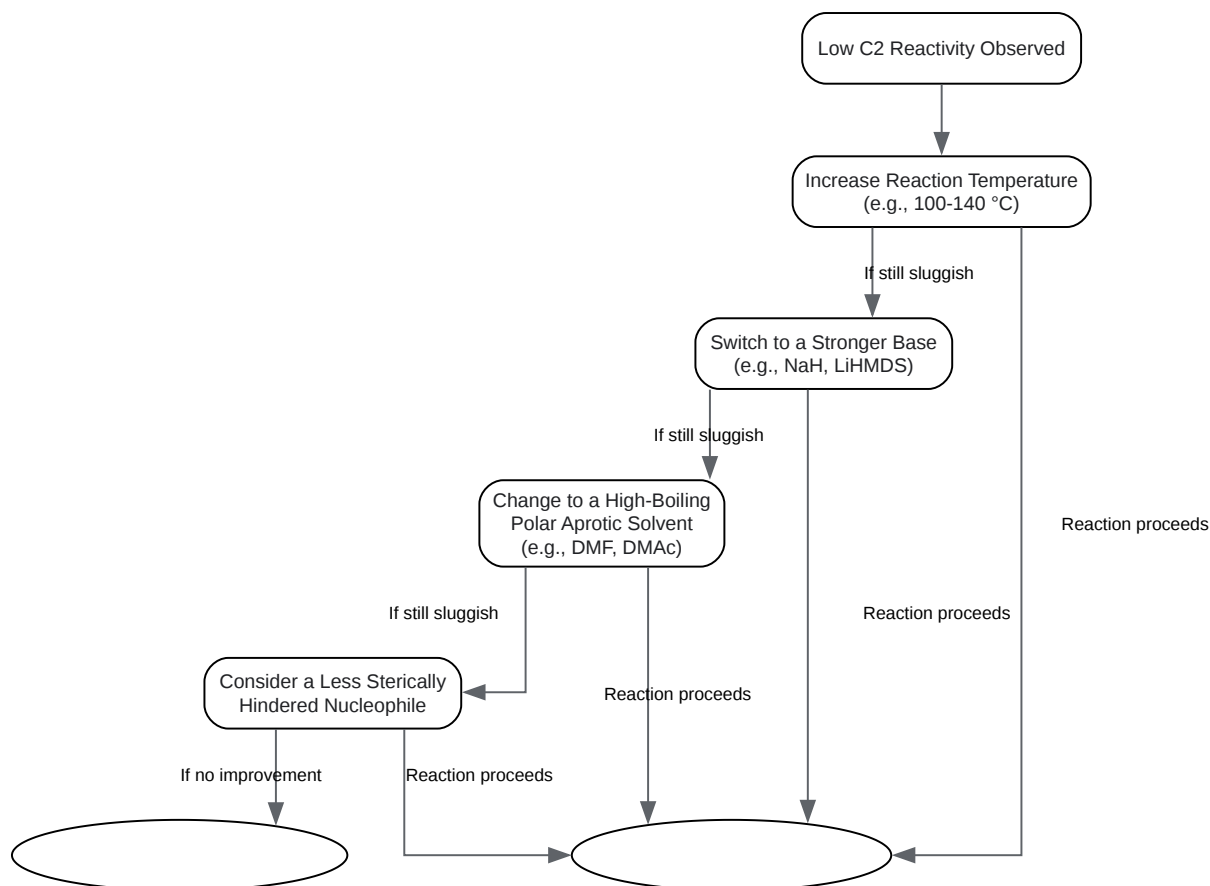 Low C2 Reactivity Observed
Increase Reaction Temperature
(e.g., 100-140 °C)
If still sluggish
Switch to a Stronger Base
(e.g., NaH, LiHMDS)
If still sluggish
Change to a High-Boiling
Polar Aprotic Solvent
(e.g., DMF, DMAc)
Reaction proceeds
If still sluggish
Reaction proceeds
Consider a Less Sterically
Hindered Nucleophile
Reaction proceeds
If no improvement
Reaction proceeds